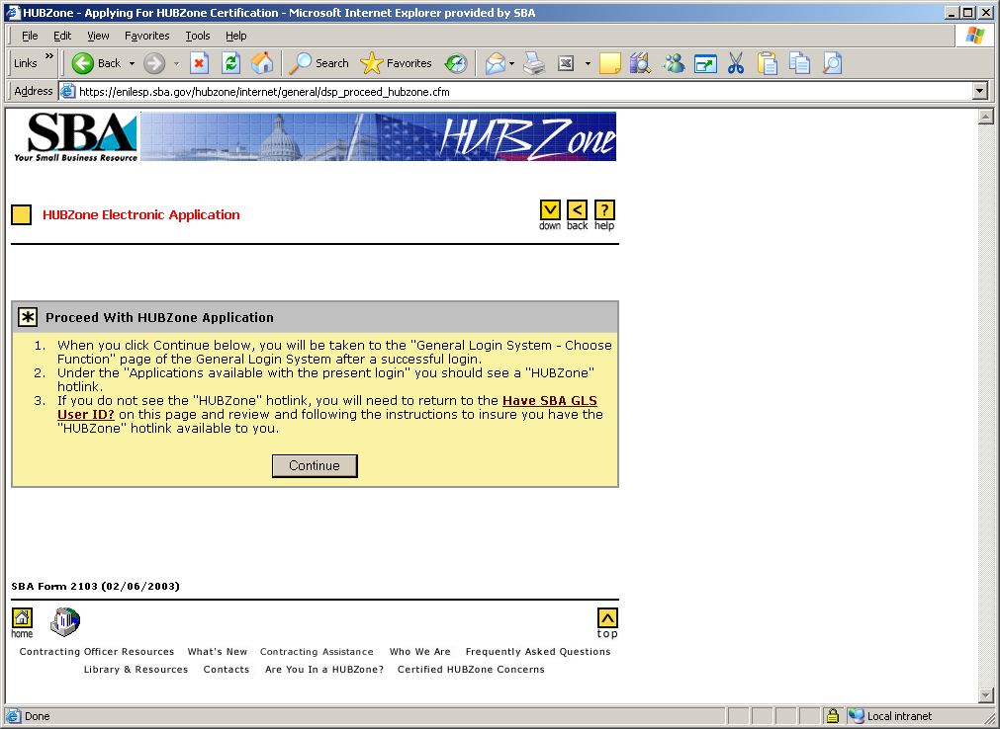 HUBZone - Applying For HUBZone Certification - Microsoft Internet Explorer provided by SBA
File Edit View Favorites Tools Help
Links » Back Search Favorites
Address https://enilesp.sba.gov/hubzone/internet/general/dsp_proceed_hubzone.cfm
SBA HUBZone
Your Small Business Resource
HUBZone Electronic Application
down back help
Proceed With HUBZone Application
1. When you click Continue below, you will be taken to the "General Login System - Choose
Function" page of the General Login System after a successful login.
2. Under the "Applications available with the present login" you should see a "HUBZone"
hotlink.
3. If you do not see the "HUBZone" hotlink, you will need to return to the Have SBA GLS
User ID? on this page and review and following the instructions to insure you have the
"HUBZone" hotlink available to you.
Continue
SBA Form 2103 (02/06/2003)
home top
Contracting Officer Resources What's New Contracting Assistance Who We Are Frequently Asked Questions
Library & Resources Contacts Are You In a HUBZone? Certified HUBZone Concerns
Done Local intranet